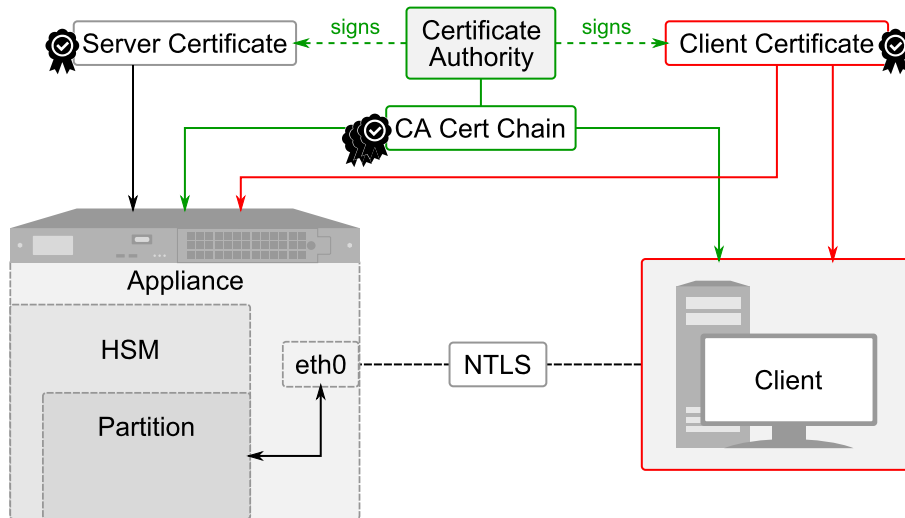 signs
signs
Server Certificate
Certificate
Authority
Client Certificate
CA Cert Chain
Appliance
HSM
eth0
NTLS
Client
Partition